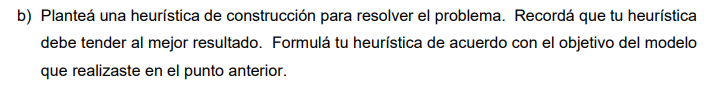 b) Planteá una heurística de construcción para resolver el problema. Recordá que tu heurística
debe tender al mejor resultado. Formulá tu heurística de acuerdo con el objetivo del modelo
que realizaste en el punto anterior.